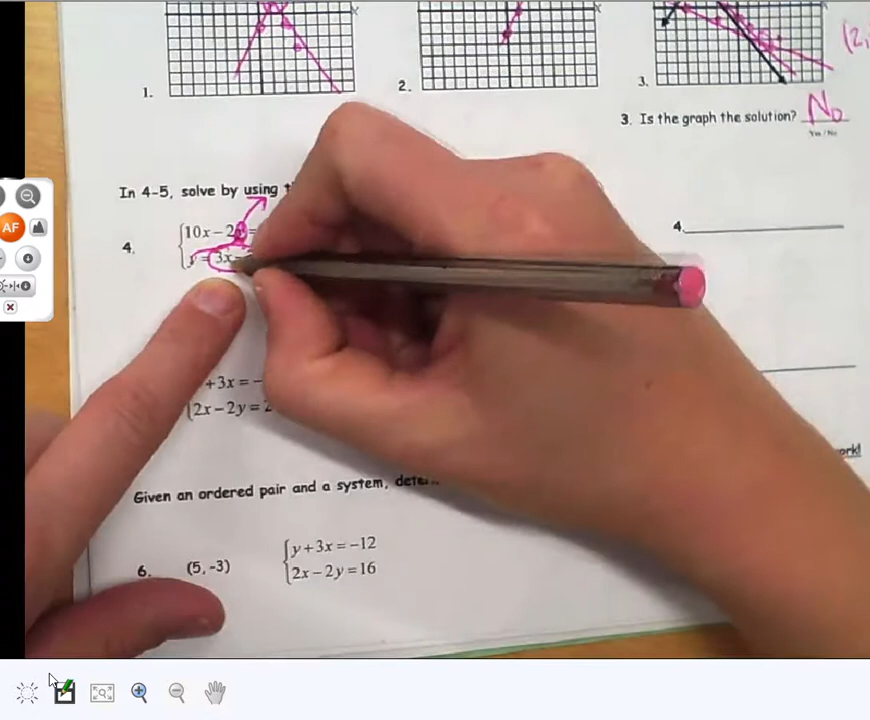 1.
2.
3.
(2,
3. Is the graph the solution? No
Yes / No
In 4-5, solve by using
4.
10x - 2y =
y = 3x -
4.
+3x = -
2x - 2y = 2
ork!
Given an ordered pair and a system,
6. (5, -3)
y + 3x = -12
2x - 2y = 16
AF